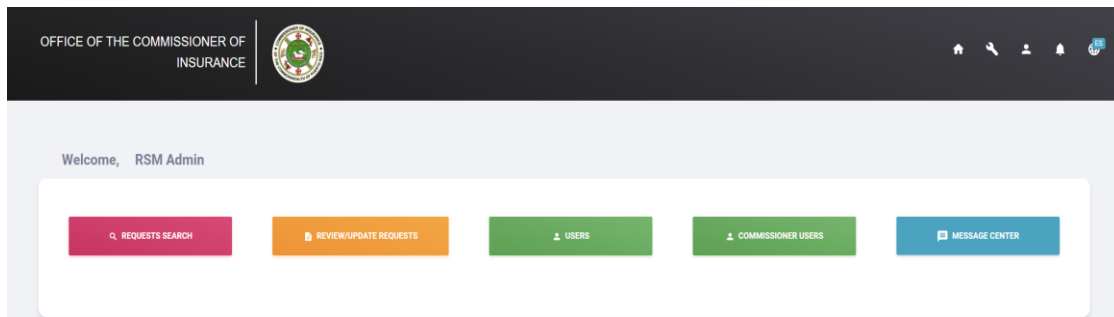 OFFICE OF THE COMMISSIONER OF
INSURANCE
ES
Welcome, RSM Admin
REQUESTS SEARCH
REVIEW/UPDATE REQUESTS
USERS
COMMISSIONER USERS
MESSAGE CENTER